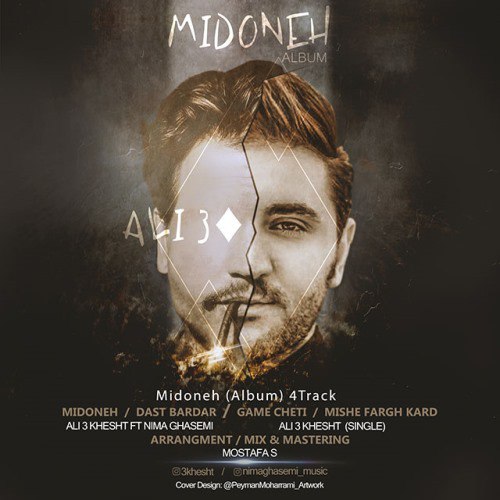 MIDONEH
ALBUM
ALI 3♦
Midoneh (Album) 4Track
MIDONEH / DAST BARDAR / GAME CHETI / MISHE FARGH KARD
ALI 3 KHESHT FT NIMA GHASEMI ALI 3 KHESHT (SINGLE)
ARRANGMENT / MIX & MASTERING
MOSTAFA S
3khesht / nimaghasemi_music
Cover Design: @PeymanMoharrami_Artwork